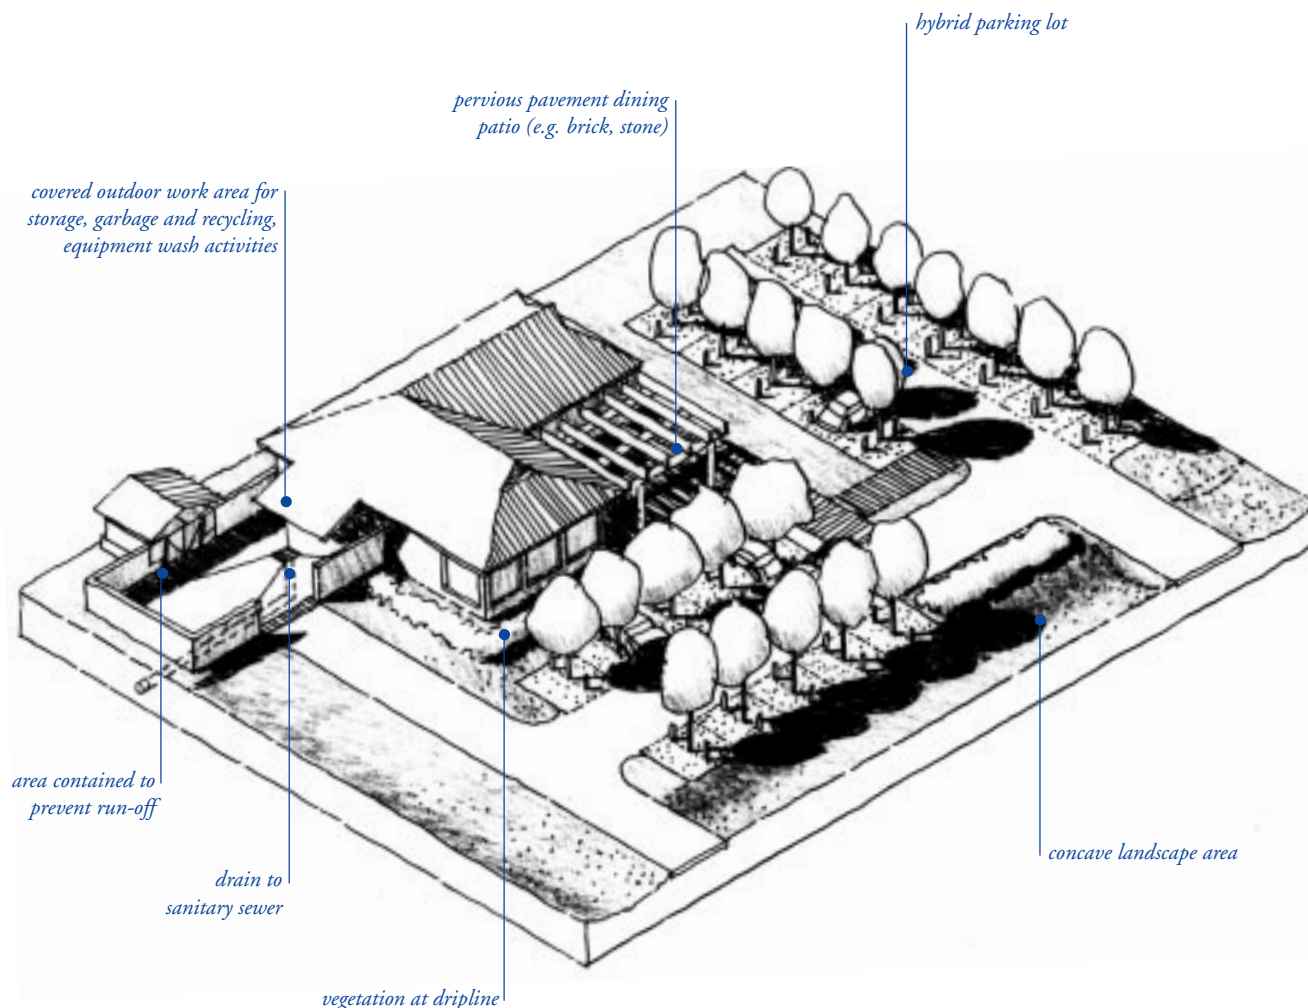 hybrid parking lot
pervious pavement dining
patio (e.g. brick, stone)
covered outdoor work area for
storage, garbage and recycling,
equipment wash activities
area contained to
prevent run-off
drain to
sanitary sewer
vegetation at dripline
concave landscape area